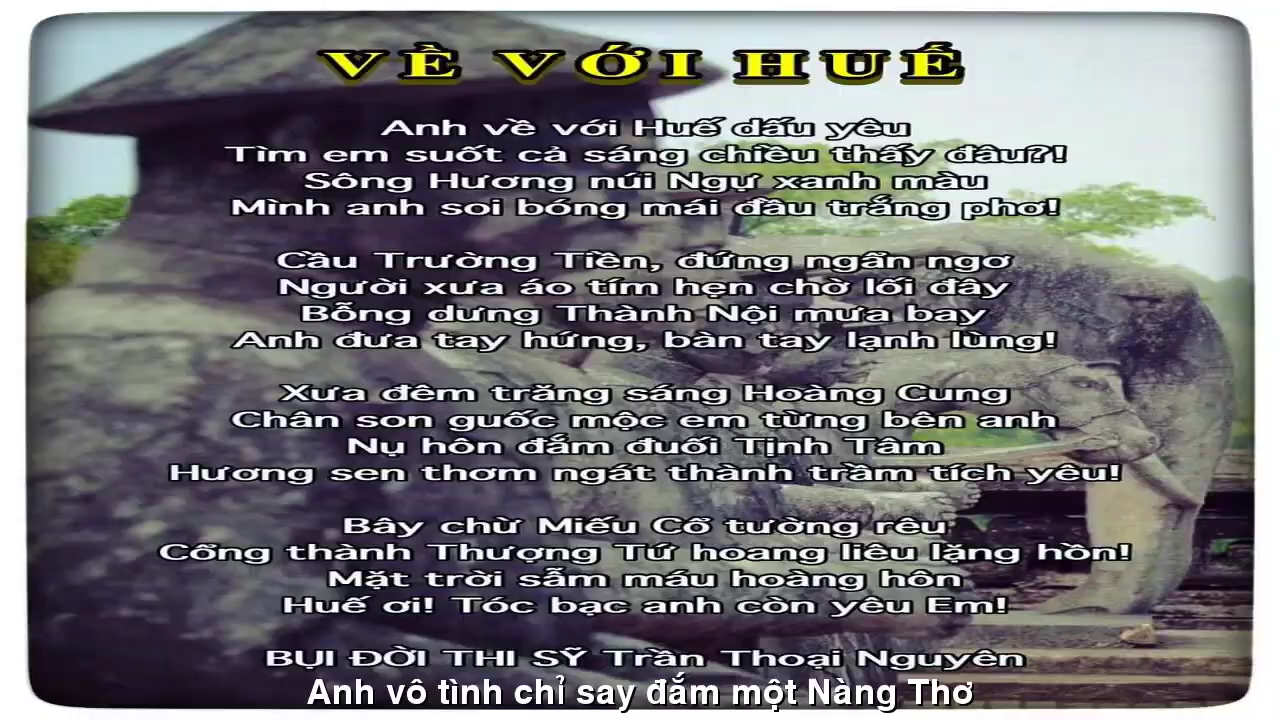 VỀ VỚI HUẾ
Anh về với Huế dấu yêu
Tìm em suốt cả sáng chiều thấy đâu?!
Sông Hương núi Ngự xanh màu
Mình anh soi bóng mái đầu trắng phơ!
Cầu Trường Tiền, đứng ngẩn ngơ
Người xưa áo tím hẹn chờ lối đây
Bỗng dưng Thành Nội mưa bay
Anh đưa tay hứng, bàn tay lạnh lùng!
Xưa đêm trăng sáng Hoàng Cung
Chân son guốc mộc em từng bên anh
Nụ hôn đắm đuối Tịnh Tâm
Hương sen thơm ngát thành trầm tích yêu!
Bây chừ Miếu Cổ tường rêu
Cổng thành Thượng Tứ hoang liêu lặng hồn!
Mặt trời sẫm máu hoàng hôn
Huế ơi! Tóc bạc anh còn yêu Em!
BỤI ĐỜI THI SỸ Trần Thoại Nguyên
Anh vô tình chỉ say đắm một Nàng Thơ